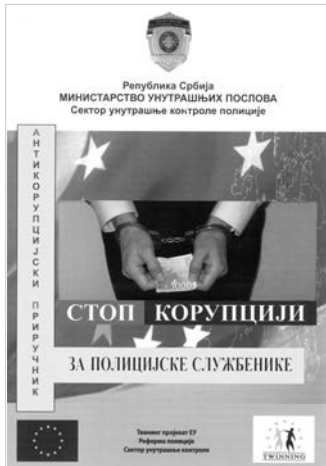 Република Србија
МИНИСТАРСТВО УНУТРАШЊИХ ПОСЛОВА
Сектор унутрашње контроле полиције
АНТИКОРУПЦИЈСКИ ПРИРУЧНИК
1000
СТОП КОРУПЦИЈИ
ЗА ПОЛИЦИЈСКЕ СЛУЖБЕНИКЕ
Твининг пројекат ЕУ
Реформа полиције
Сектор унутрашње контроле
TWINNING